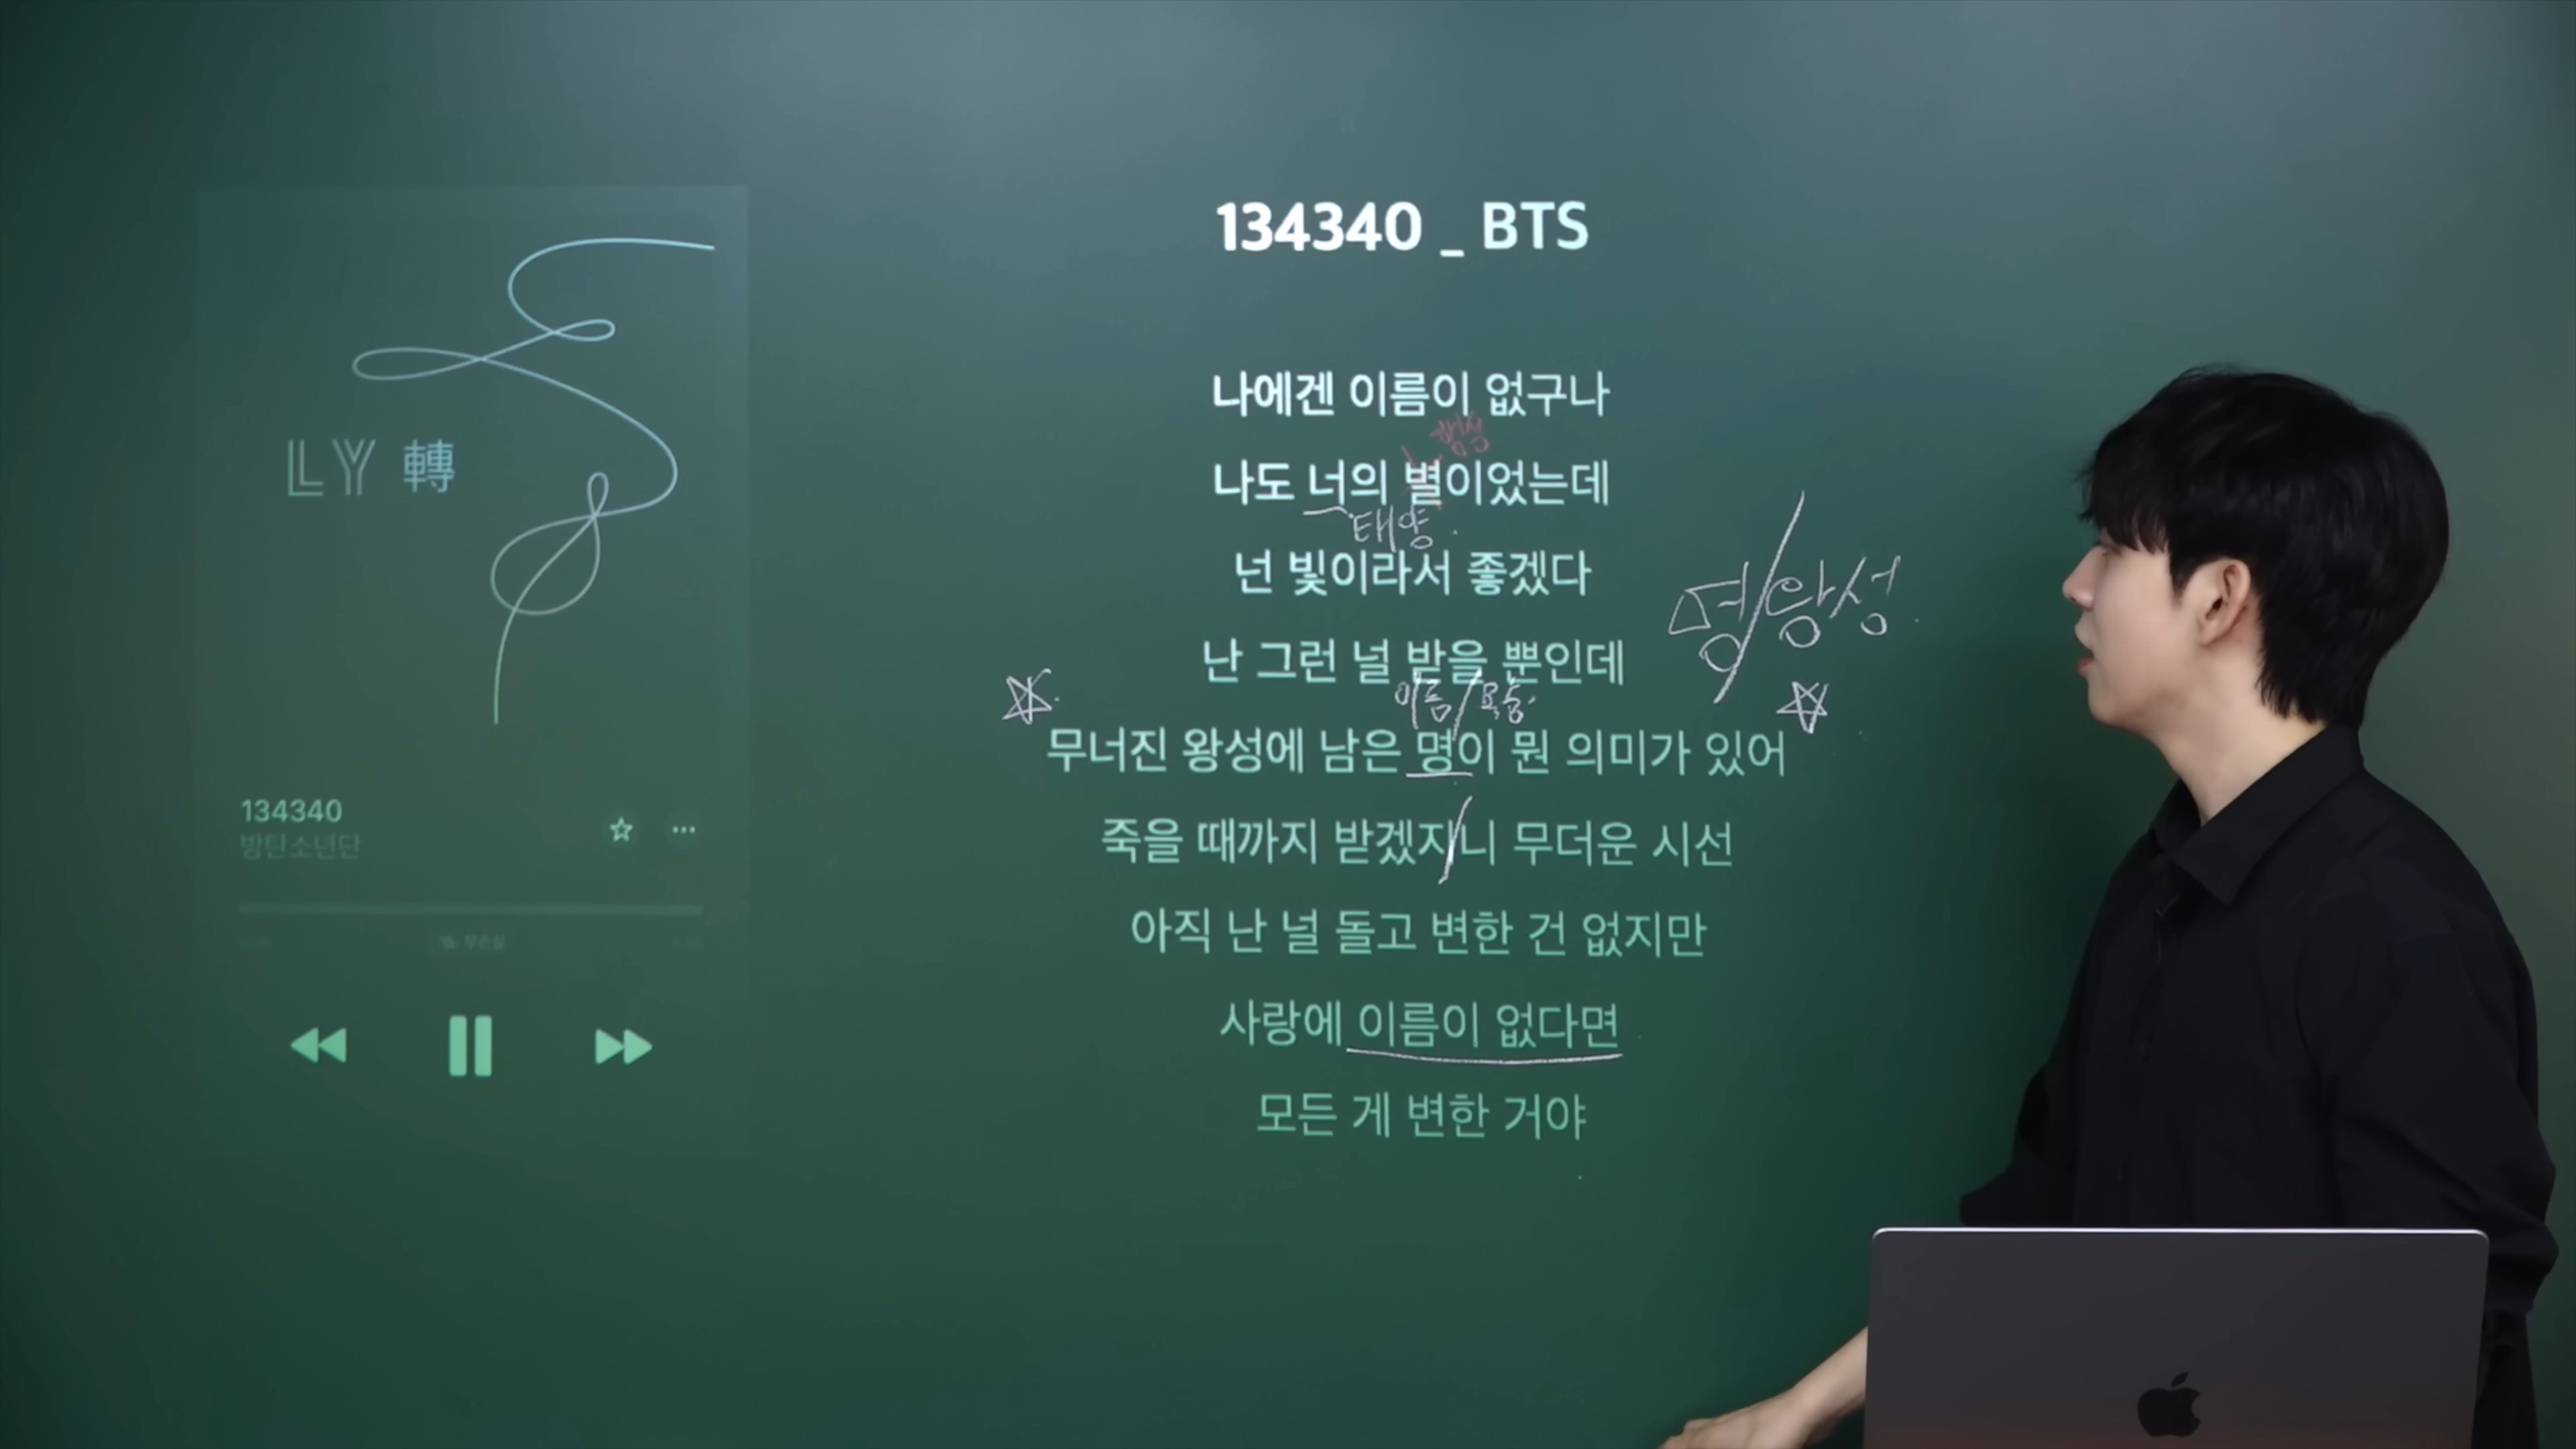 LY 轉
134340
방탄소년단
무손실
134340 _ BTS
나에겐 이름이 없구나
행성
나도 너의 별이었는데
태양
넌 빛이라서 좋겠다
명/왕성
난 그런 널 받을 뿐인데
이름/목숨
무너진 왕성에 남은 명이 뭔 의미가 있어
죽을 때까지 받겠지/니 무더운 시선
아직 난 널 돌고 변한 건 없지만
사랑에 이름이 없다면
모든 게 변한 거야